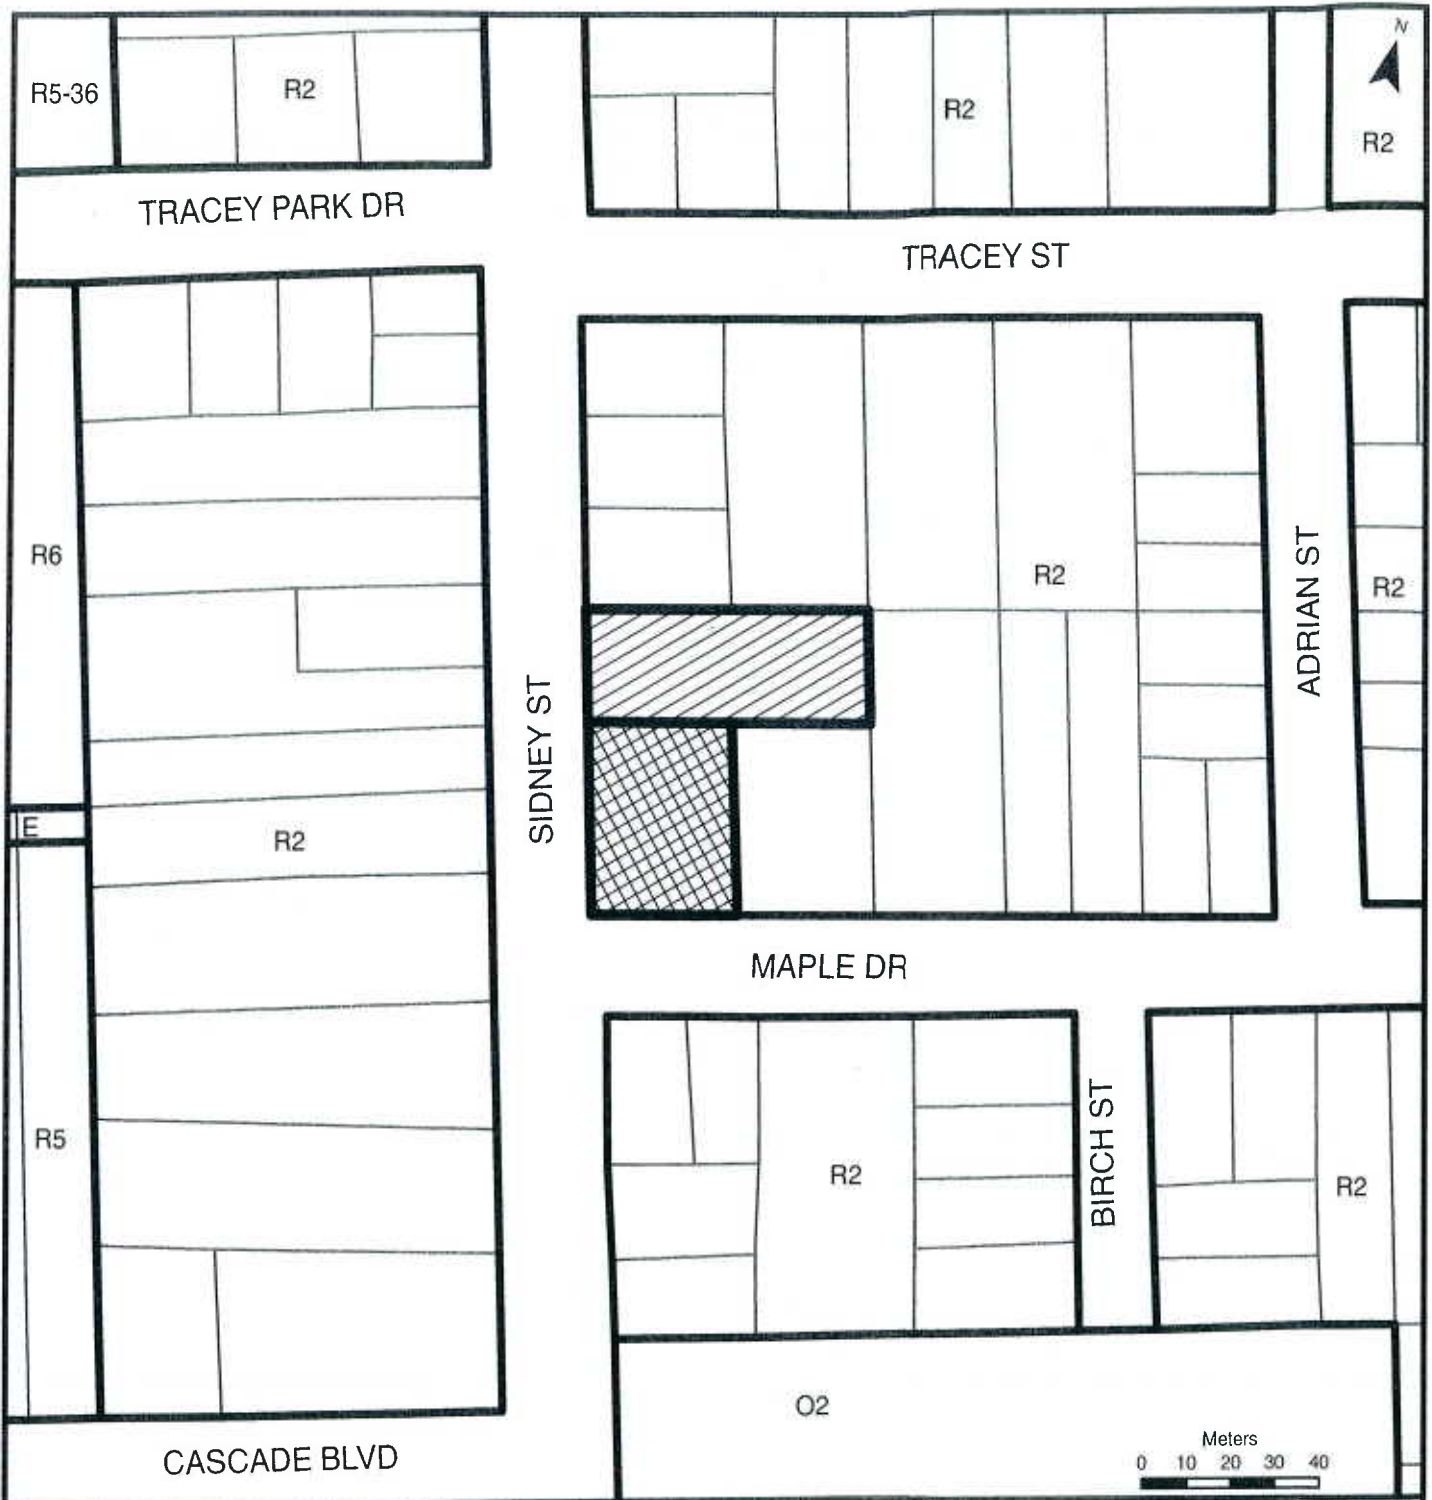 N
R5-36
R2
R2
R2
TRACEY PARK DR
TRACEY ST
R6
R2
ADRIAN ST
R2
SIDNEY ST
E
R2
MAPLE DR
R5
R2
BIRCH ST
R2
O2
CASCADE BLVD
Meters
0 10 20 30 40